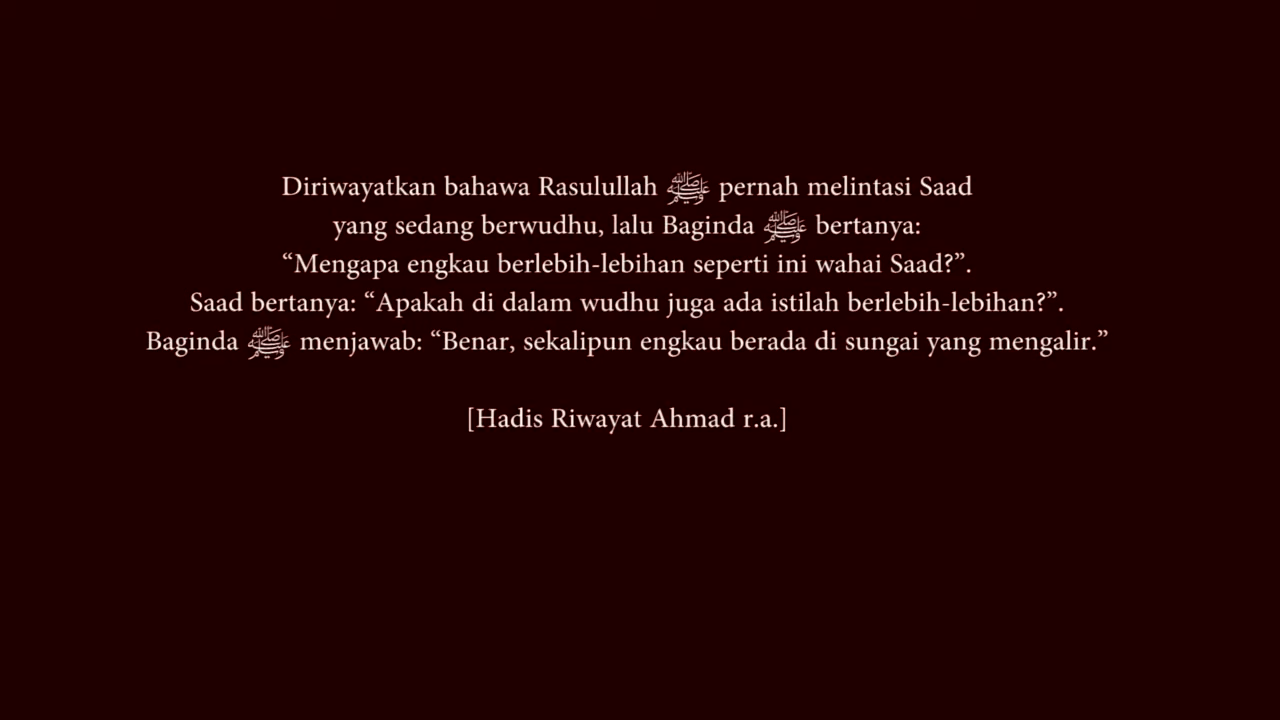 Diriwayatkan bahawa Rasulullah ﷺ pernah melintasi Saad
yang sedang berwudhu, lalu Baginda ﷺ bertanya:
“Mengapa engkau berlebih-lebihan seperti ini wahai Saad?”.
Saad bertanya: “Apakah di dalam wudhu juga ada istilah berlebih-lebihan?”.
Baginda ﷺ menjawab: “Benar, sekalipun engkau berada di sungai yang mengalir.”
[Hadis Riwayat Ahmad r.a.]